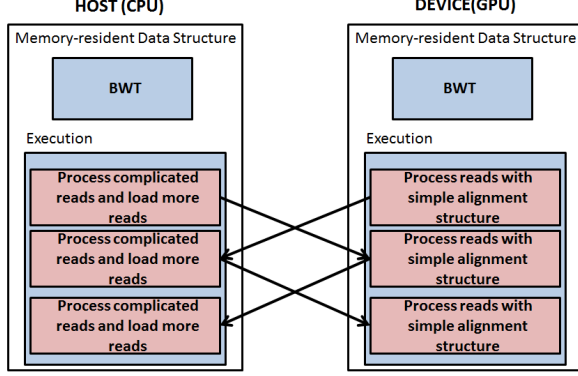 HOST (CPU)
Memory-resident Data Structure
BWT
Execution
Process complicated
reads and load more
reads
Process complicated
reads and load more
reads
Process complicated
reads and load more
reads
DEVICE(GPU)
Memory-resident Data Structure
BWT
Execution
Process reads with
simple alignment
structure
Process reads with
simple alignment
structure
Process reads with
simple alignment
structure